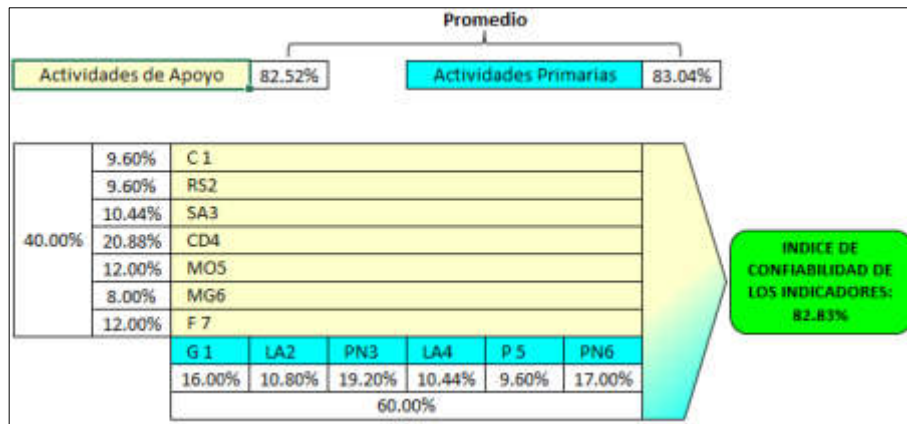 Promedio
Actividades de Apoyo 82.52% Actividades Primarias 83.04%
9.60% C 1
9.60% RS2
10.44% SA3
40.00% 20.88% CD4
12.00% MO5
8.00% MG6
12.00% F 7
INDICE DE
CONFIABILIDAD DE
LOS INDICADORES:
82.83%
G 1 LA2 PN3 LA4 P 5 PN6
16.00% 10.80% 19.20% 10.44% 9.60% 17.00%
60.00%